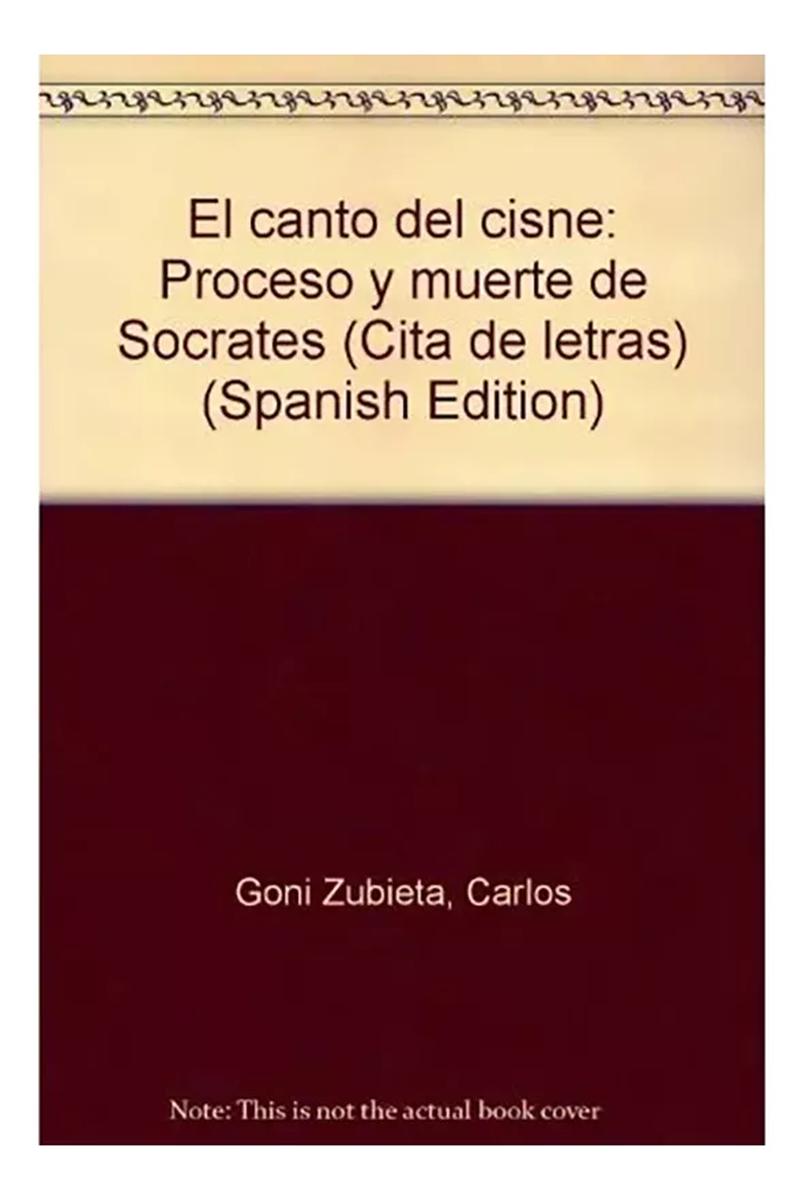 El canto del cisne:
Proceso y muerte de
Socrates (Cita de letras)
(Spanish Edition)
Goni Zubieta, Carlos
Note: This is not the actual book cover